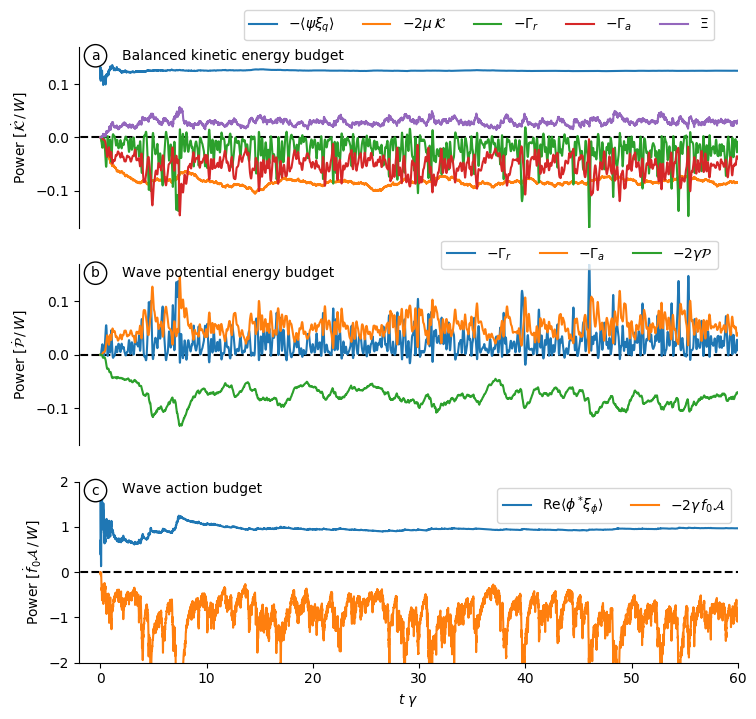 −⟨ψξ_q⟩ −2μ 𝒦 −Γ_r −Γ_a Ξ
a Balanced kinetic energy budget
Power [𝒦̇ / W]
0.1
0.0
−0.1
−Γ_r −Γ_a −2γ𝒫
b Wave potential energy budget
Power [𝒫̇ / W]
0.1
0.0
−0.1
c Wave action budget
Re⟨ϕ*ξ_ϕ⟩ −2γ f₀𝒜
Power [ḟ₀𝒜 / W]
2
1
0
−1
−2
0 10 20 30 40 50 60
t γ